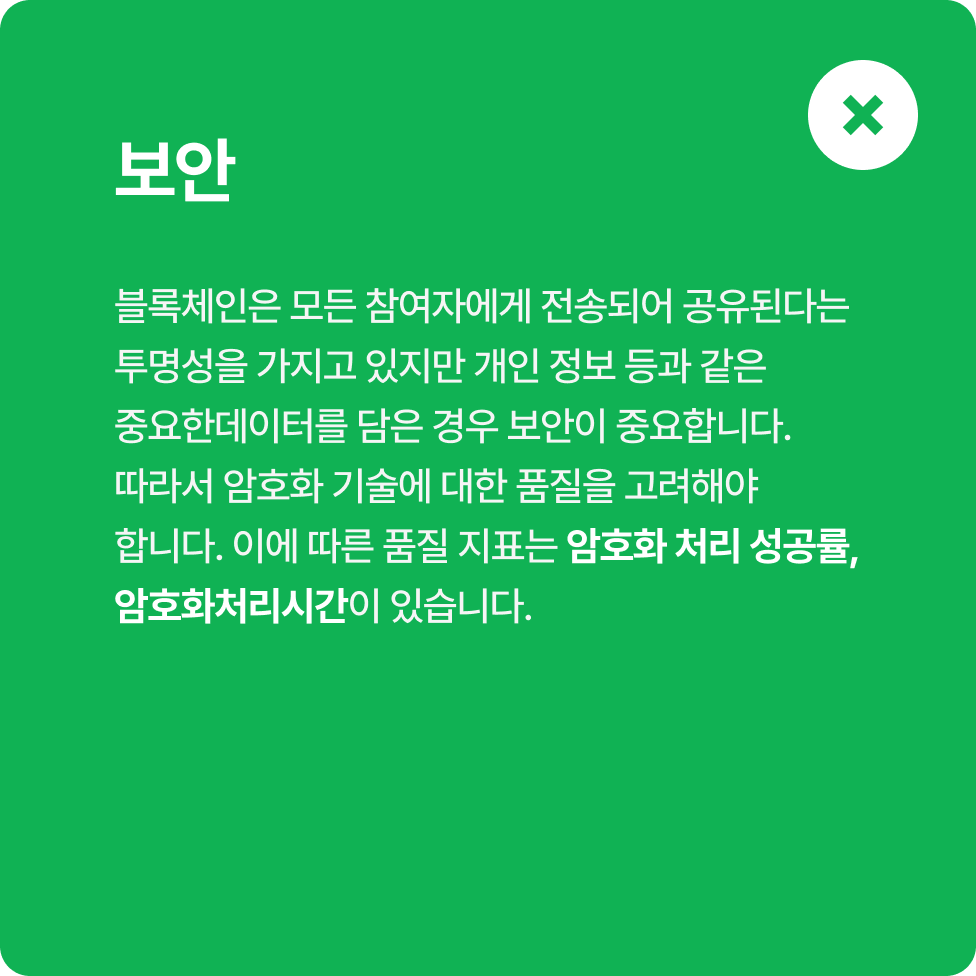 보안
블록체인은 모든 참여자에게 전송되어 공유된다는
투명성을 가지고 있지만 개인 정보 등과 같은
중요한데이터를 담은 경우 보안이 중요합니다.
따라서 암호화 기술에 대한 품질을 고려해야
합니다. 이에 따른 품질 지표는 암호화 처리 성공률,
암호화처리시간이 있습니다.